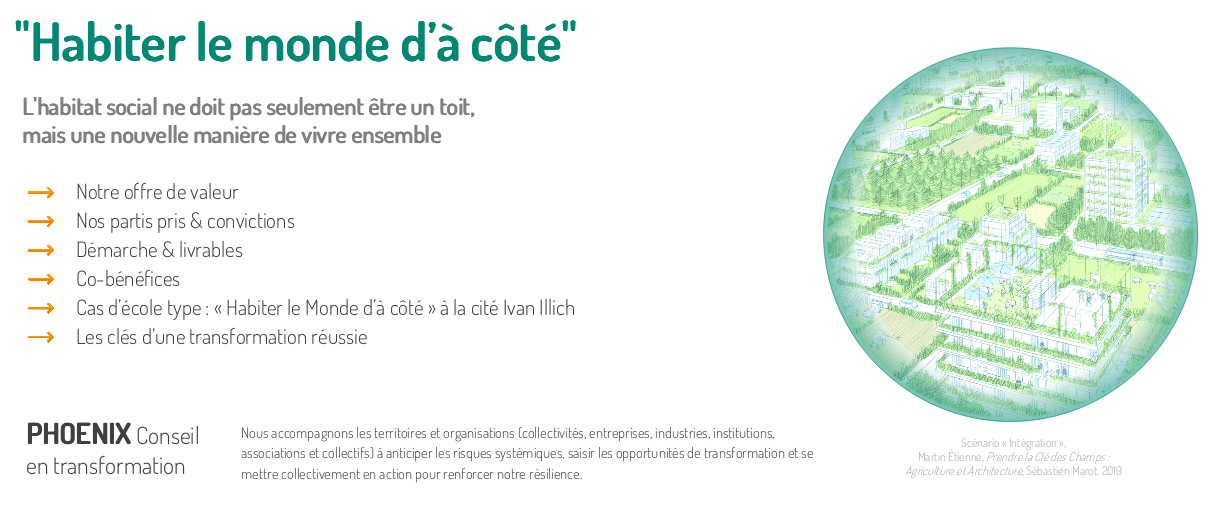 "Habiter le monde d'à côté"
L'habitat social ne doit pas seulement être un toit,
mais une nouvelle manière de vivre ensemble
→ Notre offre de valeur
→ Nos partis pris & convictions
→ Démarche & livrables
→ Co-bénéfices
→ Cas d'école type : « Habiter le Monde d'à côté » à la cité Ivan Illich
→ Les clés d'une transformation réussie
PHOENIX Conseil
en transformation
Nous accompagnons les territoires et organisations (collectivités, entreprises, industries, institutions,
associations et collectifs) à anticiper les risques systémiques, saisir les opportunités de transformation et se
mettre collectivement en action pour renforcer notre résilience.
Scénario « Intégration »,
Martin Étienne, Prendre la Clé des Champs :
Agriculture et Architecture, Sébastien Marot, 2019